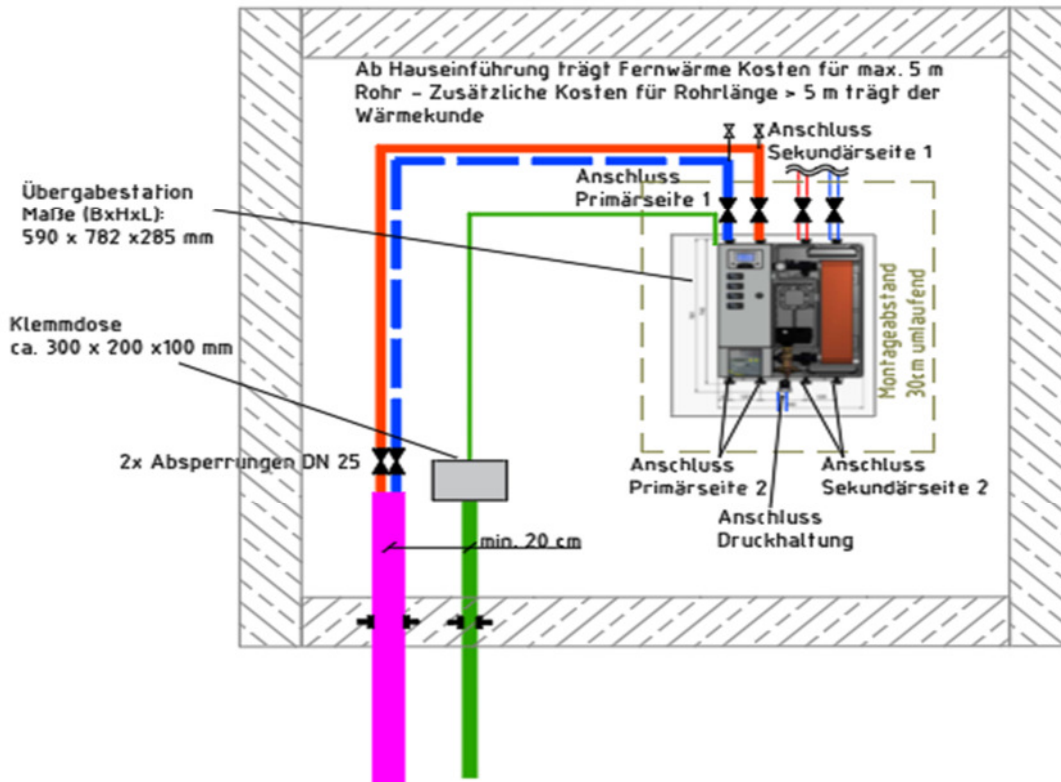 Ab Hauseinführung trägt Fernwärme Kosten für max. 5 m
Rohr - Zusätzliche Kosten für Rohrlänge > 5 m trägt der
Wärmekunde
Anschluss
Sekundärseite 1
Anschluss
Primärseite 1
Übergabestation
Maße (BxHxL):
590 x 782 x285 mm
Klemmdose
ca. 300 x 200 x100 mm
Montageabstand
30cm umlaufend
2x Absperrungen DN 25
Anschluss
Primärseite 2
Anschluss
Sekundärseite 2
Anschluss
Druckhaltung
min. 20 cm